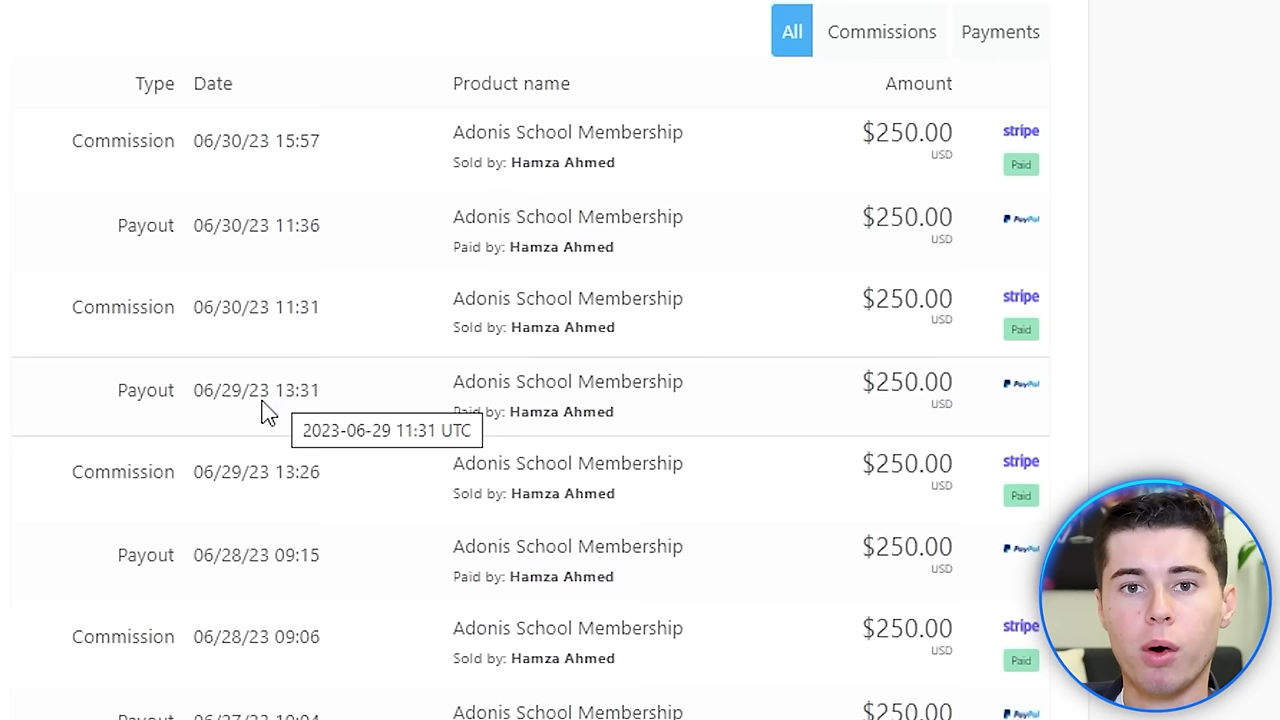 All Commissions Payments
Type Date Product name Amount
Commission 06/30/23 15:57 Adonis School Membership $250.00 stripe
Sold by: Hamza Ahmed USD Paid
Payout 06/30/23 11:36 Adonis School Membership $250.00 PayPal
Paid by: Hamza Ahmed USD
Commission 06/30/23 11:31 Adonis School Membership $250.00 stripe
Sold by: Hamza Ahmed USD Paid
Payout 06/29/23 13:31 Adonis School Membership $250.00 PayPal
Paid by: Hamza Ahmed USD
2023-06-29 11:31 UTC
Commission 06/29/23 13:26 Adonis School Membership $250.00 stripe
Sold by: Hamza Ahmed USD Paid
Payout 06/28/23 09:15 Adonis School Membership $250.00 PayPal
Paid by: Hamza Ahmed USD
Commission 06/28/23 09:06 Adonis School Membership $250.00 stripe
Sold by: Hamza Ahmed USD Paid
Payout Adonis School Membership $250.00 PayPal